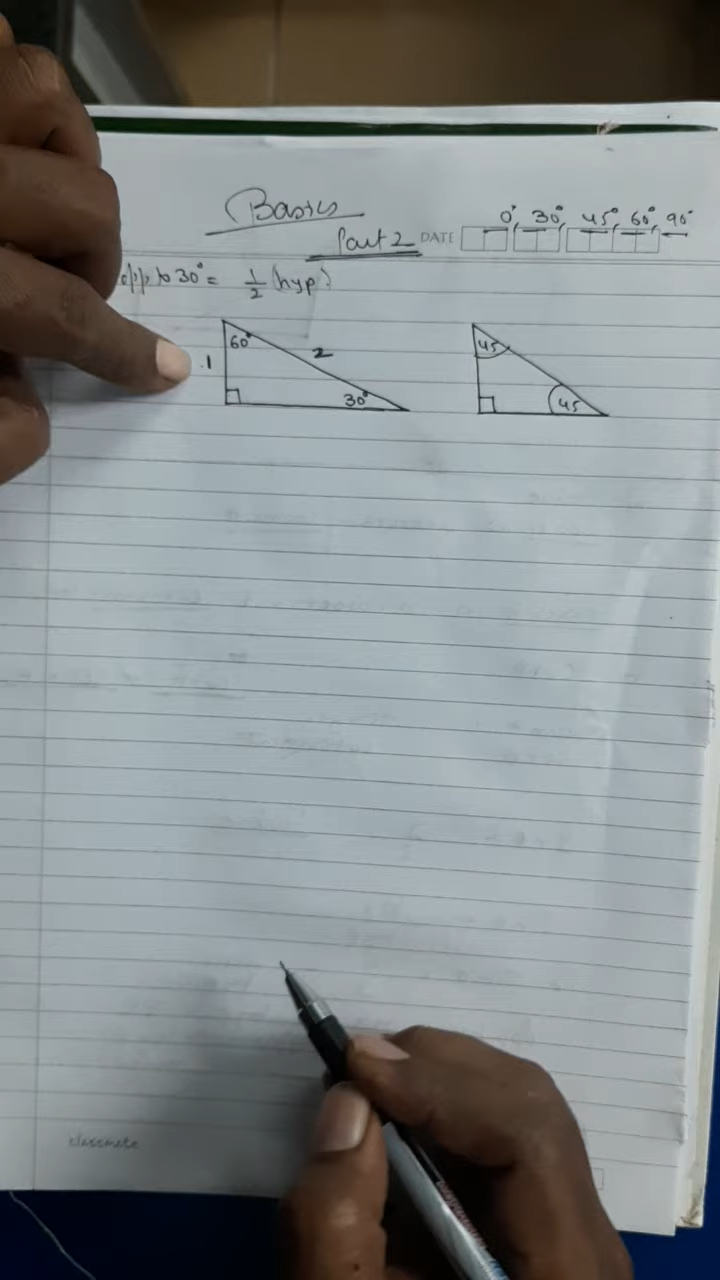 Basics
0°, 30°, 45°, 60°, 90°
Part 2 DATE
opp to 30° = 1/2 (hyp)
60° 2 45
1
30° 45
classmate